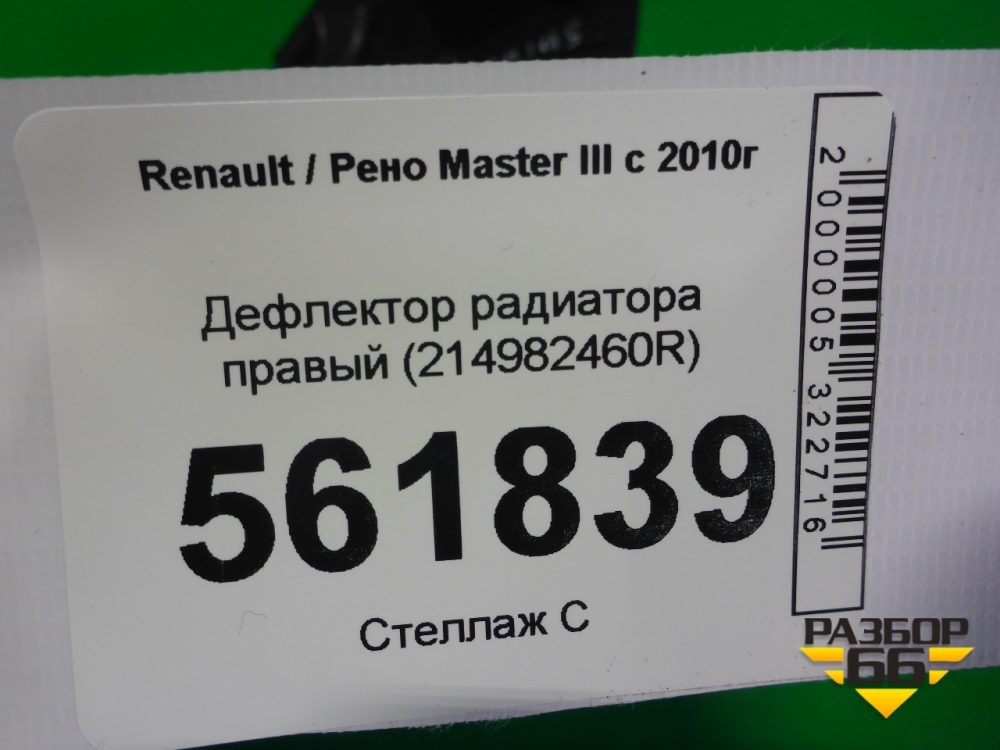 Renault / Рено Master III с 2010г
Дефлектор радиатора
правый (214982460R)
561839
Стеллаж С
2000005322716
РАЗБОР
66